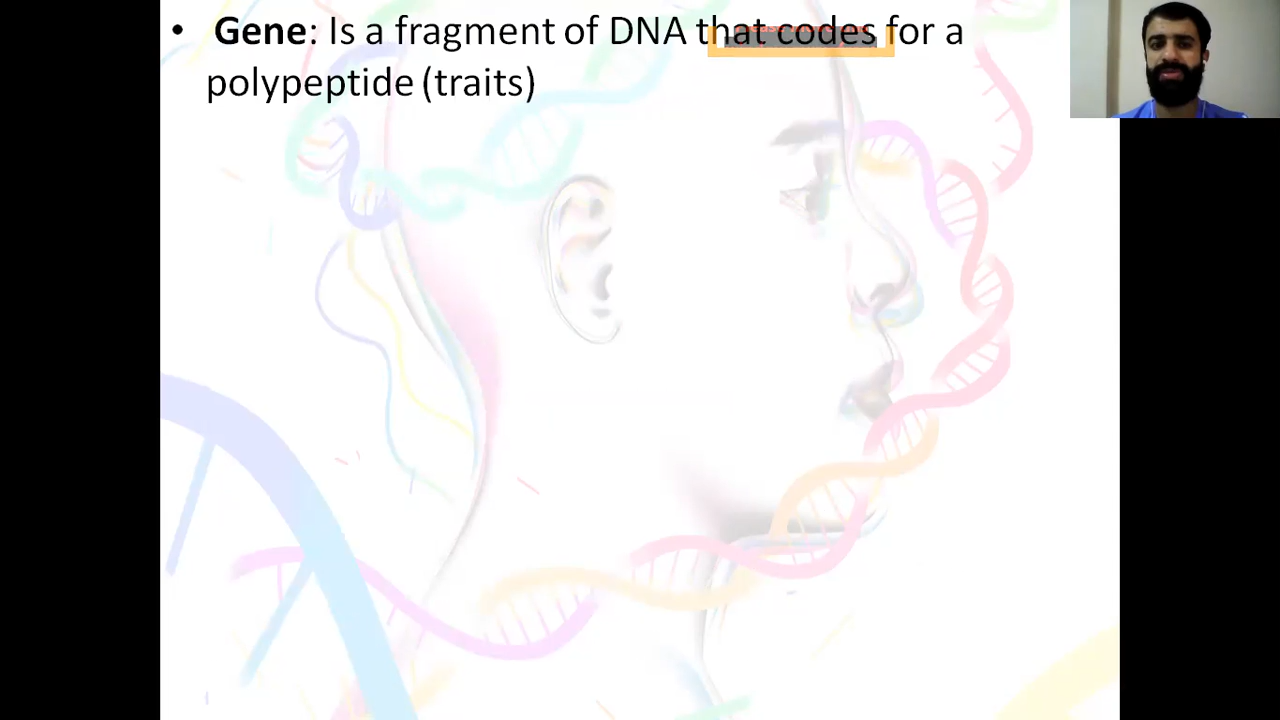 • Gene: Is a fragment of DNA that codes for a
polypeptide (traits)